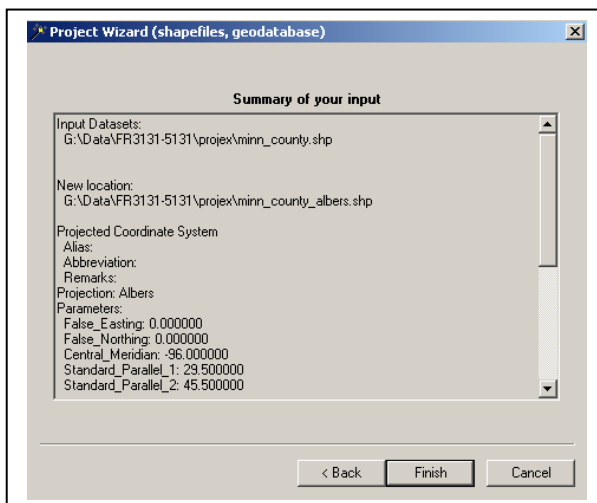 Project Wizard (shapefiles, geodatabase)
Summary of your input
Input Datasets:
G:\Data\FR3131-5131\projex\minn_county.shp
New location:
G:\Data\FR3131-5131\projex\minn_county_albers.shp
Projected Coordinate System
Alias:
Abbreviation:
Remarks:
Projection: Albers
Parameters:
False_Easting: 0.000000
False_Northing: 0.000000
Central_Meridian: -96.000000
Standard_Parallel_1: 29.500000
Standard_Parallel_2: 45.500000
< Back Finish Cancel